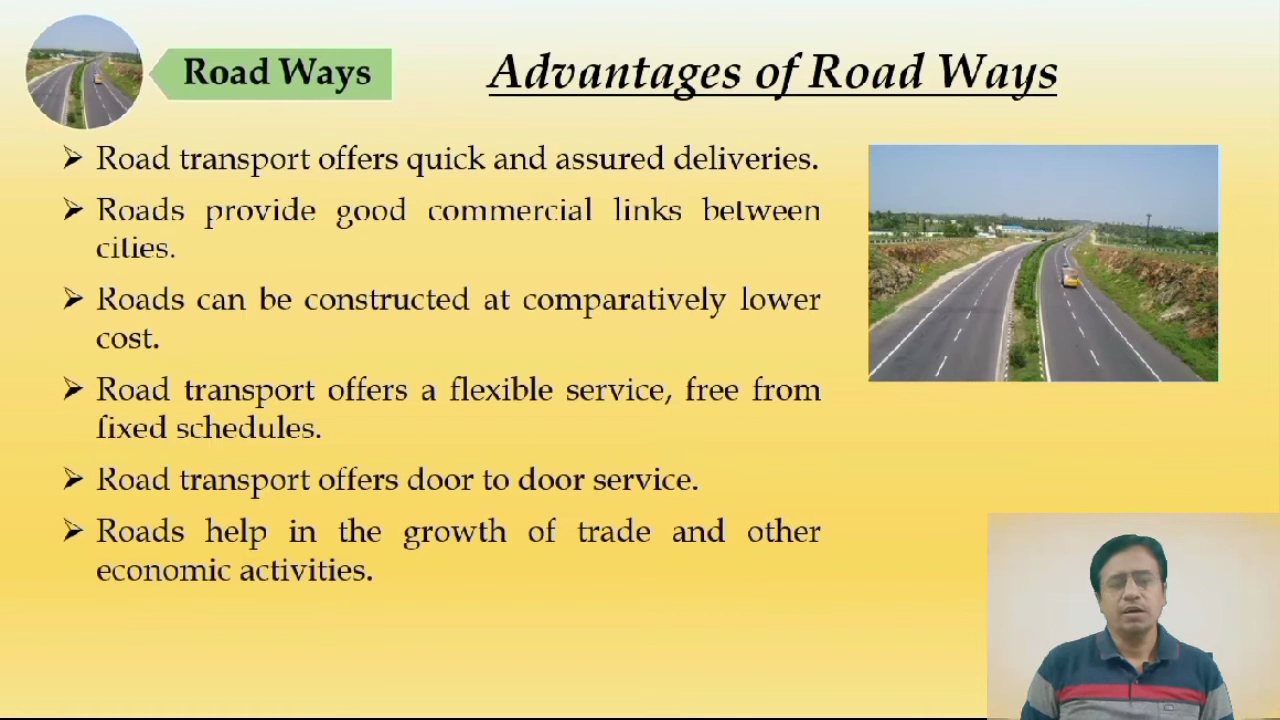 Road Ways
Advantages of Road Ways
➢ Road transport offers quick and assured deliveries.
➢ Roads provide good commercial links between
cities.
➢ Roads can be constructed at comparatively lower
cost.
➢ Road transport offers a flexible service, free from
fixed schedules.
➢ Road transport offers door to door service.
➢ Roads help in the growth of trade and other
economic activities.